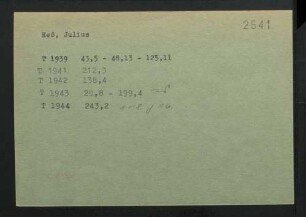 2541
Heß, Julius
T 1939 43,5 - 48,13 - 125,11
T 1941 212,3
T 1942 138,4
T 1943 20,8 - 199,4
T 1944 243,2